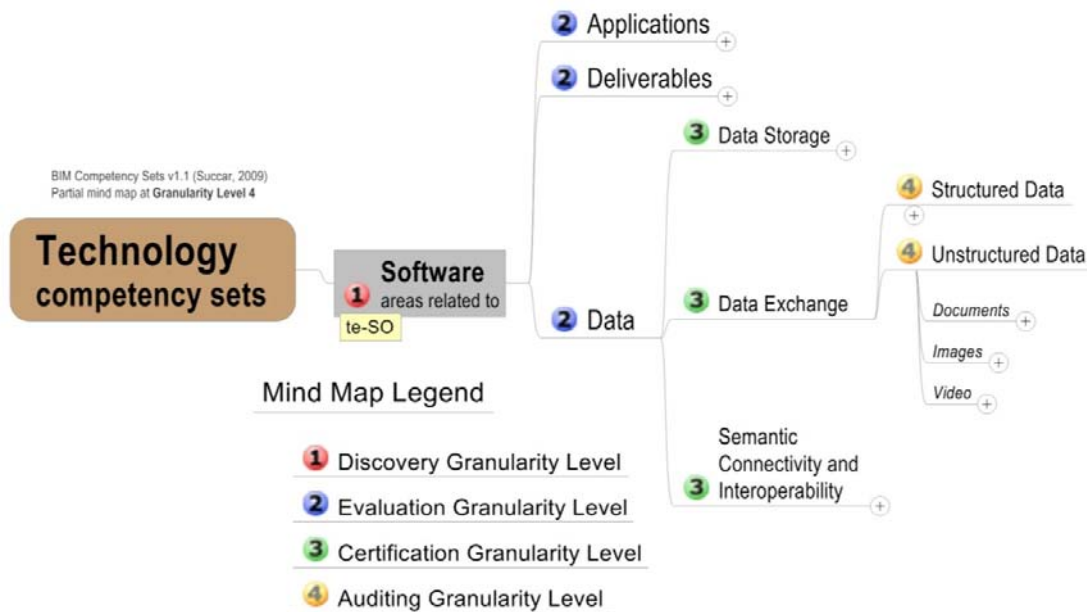 2 Applications
2 Deliverables
3 Data Storage
BIM Competency Sets v1.1 (Succar, 2009)
Partial mind map at Granularity Level 4
4 Structured Data
Technology
competency sets
4 Unstructured Data
Software
1 areas related to
te-SO
2 Data
3 Data Exchange
Documents
Images
Video
Mind Map Legend
Semantic
Connectivity and
3 Interoperability
1 Discovery Granularity Level
2 Evaluation Granularity Level
3 Certification Granularity Level
4 Auditing Granularity Level